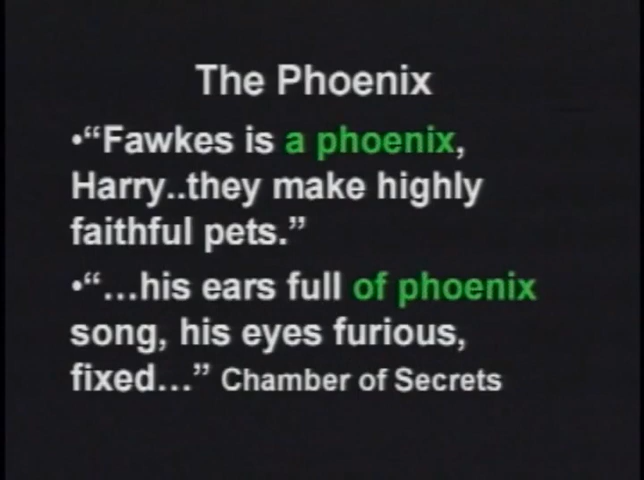 The Phoenix
•“Fawkes is a phoenix,
Harry..they make highly
faithful pets.”
•“...his ears full of phoenix
song, his eyes furious,
fixed...” Chamber of Secrets